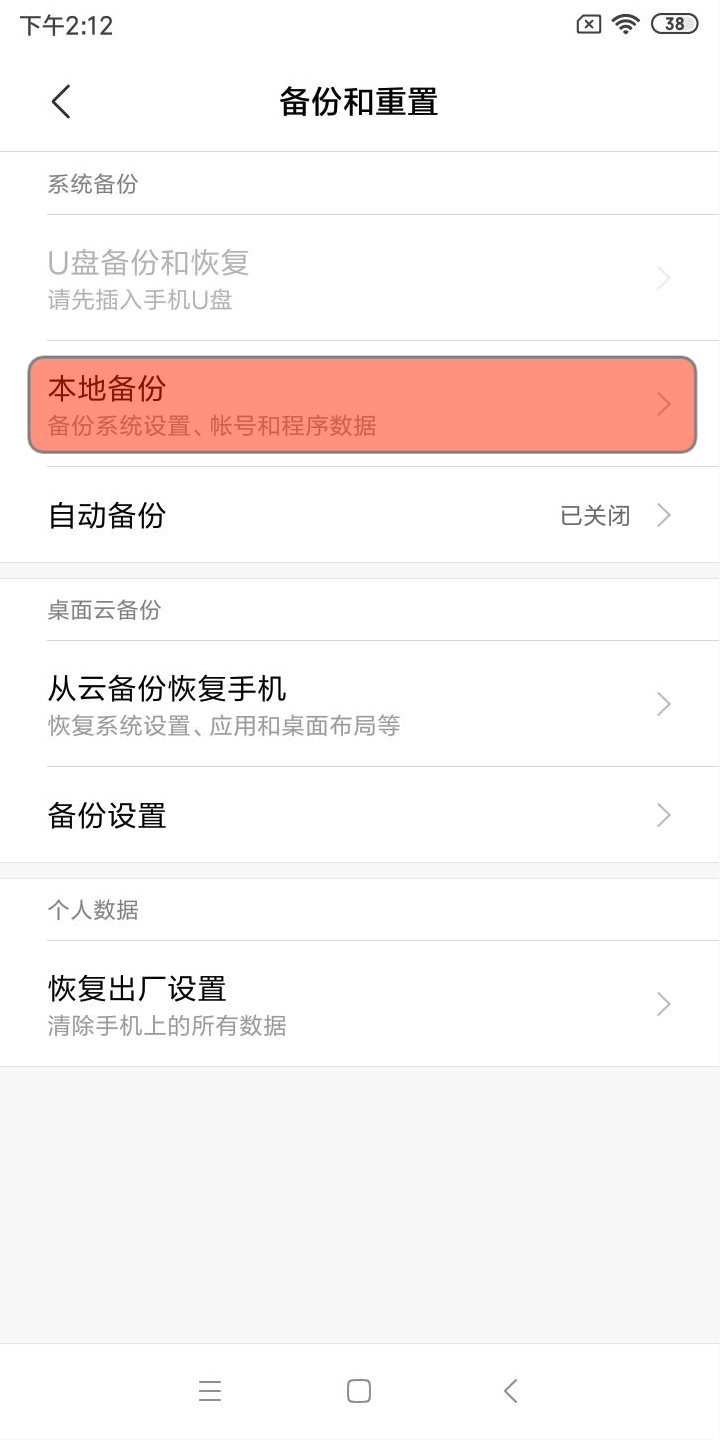 下午2:12
38
备份和重置
系统备份
U盘备份和恢复
请先插入手机U盘
本地备份
备份系统设置、帐号和程序数据
自动备份
已关闭
桌面云备份
从云备份恢复手机
恢复系统设置、应用和桌面布局等
备份设置
个人数据
恢复出厂设置
清除手机上的所有数据